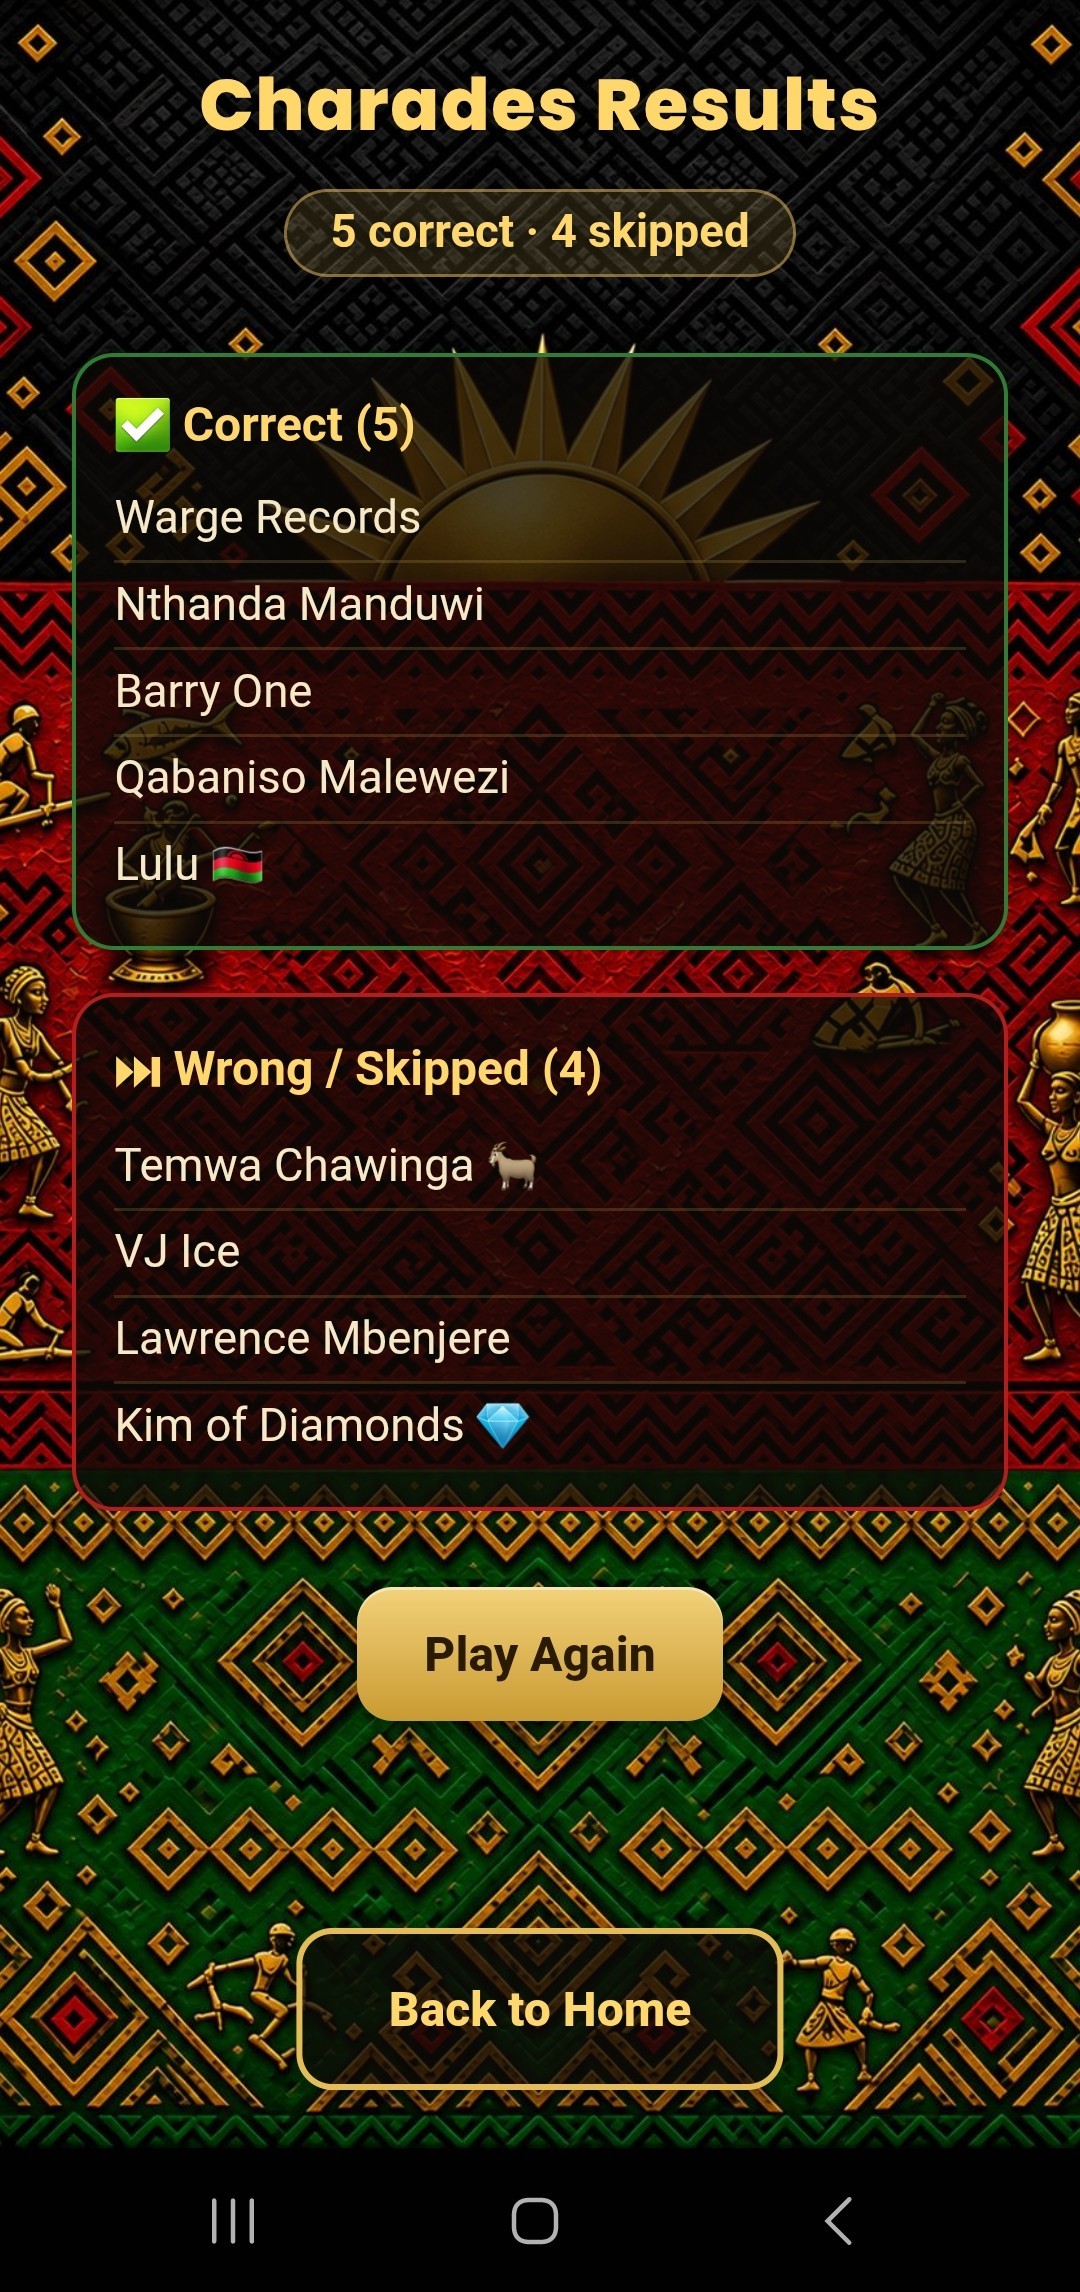 Charades Results
5 correct · 4 skipped
✅ Correct (5)
Warge Records
Nthanda Manduwi
Barry One
Qabaniso Malewezi
Lulu 🇲🇼
⏭ Wrong / Skipped (4)
Temwa Chawinga 🐐
VJ Ice
Lawrence Mbenjere
Kim of Diamonds 💎
Play Again
Back to Home